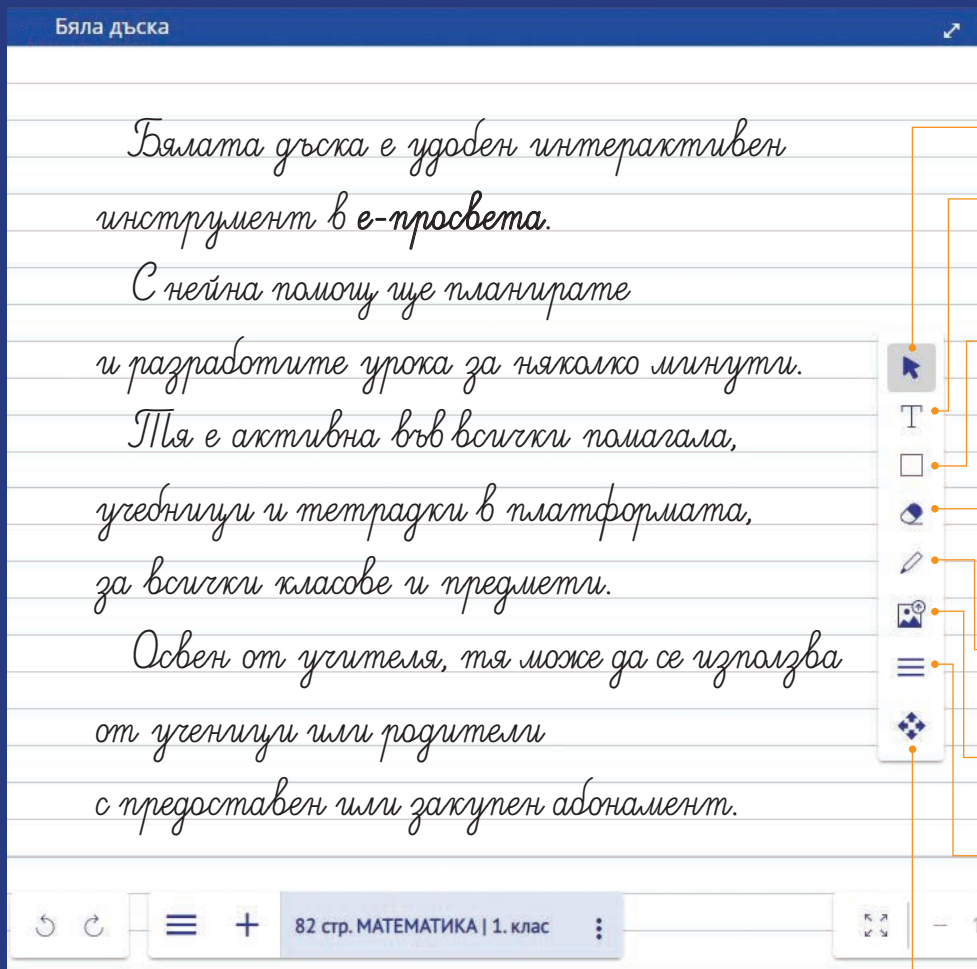 Бяла дъска
Бялата дъска е удобен интерактивен
инструмент в е-просвета.
С нейна помощ ще планирате
и разработите урока за няколко минути.
Тя е активна във всички помагала,
учебници и тетрадки в платформата,
за всички класове и предмети.
Освен от учителя, тя може да се използва
от ученици или родители
с предоставен или закупен абонамент.
T
82 стр. МАТЕМАТИКА | 1. клас